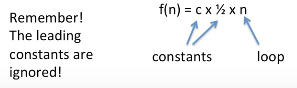 Remember!
The leading
constants are
ignored!
f(n) = c x ½ x n
constants
loop